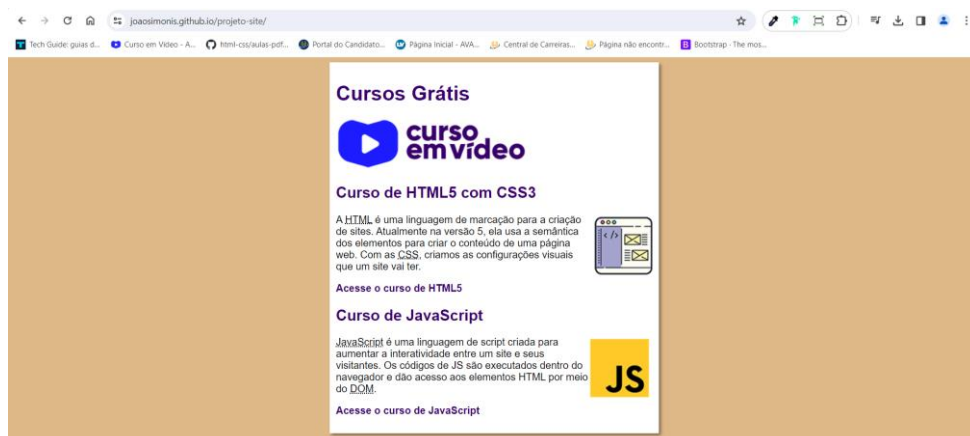 joaosimonis.github.io/projeto-site/
Tech Guide: guias d...
Curso em Vídeo - A...
html-css/aulas-pdf...
Portal do Candidato...
Página Inicial - AVA...
Central de Carreiras...
Página não encontr...
Bootstrap · The mos...
Cursos Grátis
curso
em vídeo
Curso de HTML5 com CSS3
A HTML é uma linguagem de marcação para a criação
de sites. Atualmente na versão 5, ela usa a semântica
dos elementos para criar o conteúdo de uma página
web. Com as CSS, criamos as configurações visuais
que um site vai ter.
</>
Acesse o curso de HTML5
Curso de JavaScript
JavaScript é uma linguagem de script criada para
aumentar a interatividade entre um site e seus
visitantes. Os códigos de JS são executados dentro do
navegador e dão acesso aos elementos HTML por meio
do DOM.
JS
Acesse o curso de JavaScript